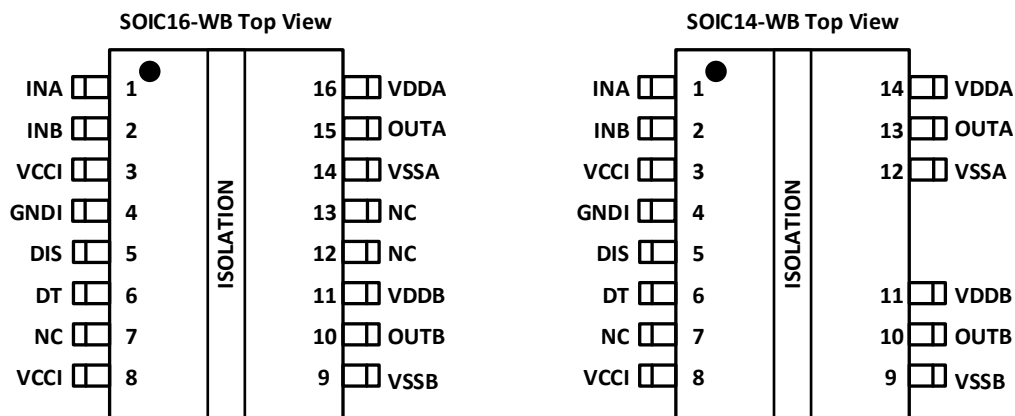 SOIC16-WB Top View
INA 1 16 VDDA
INB 2 15 OUTA
VCCI 3 14 VSSA
GNDI 4 13 NC
DIS 5 12 NC
DT 6 11 VDDB
NC 7 10 OUTB
VCCI 8 9 VSSB
ISOLATION
SOIC14-WB Top View
INA 1 14 VDDA
INB 2 13 OUTA
VCCI 3 12 VSSA
GNDI 4
DIS 5
DT 6 11 VDDB
NC 7 10 OUTB
VCCI 8 9 VSSB
ISOLATION